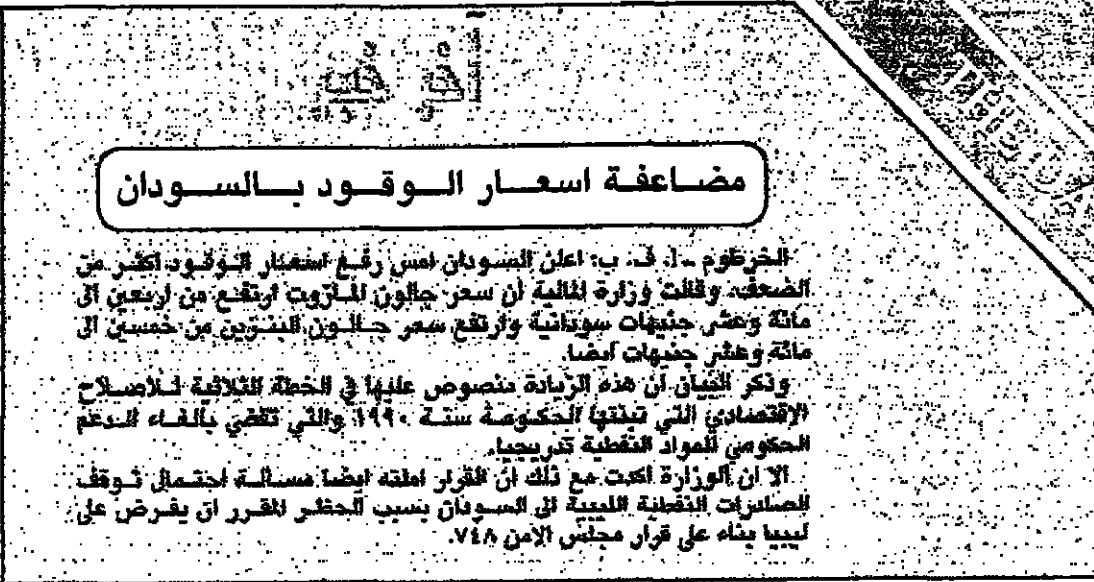 مضاعفة اسعار الوقود بالسودان
الخرطوم ـ ا. ف. ب: اعلن السودان امس رفع اسعار الوقود اكثر من
الضعف. وقالت وزارة المالية ان سعر جالون المازوت ارتفع من اربعين الى
مائة وعشر جنيهات سودانية وارتفع سعر جالون البنزين من خمسين الى
مائة وعشر جنيهات ايضا.
وذكر البيان ان هذه الزيادة منصوص عليها في الخطة الثلاثية للاصلاح
الاقتصادي التي تبنتها الحكومة سنة ١٩٩٠ والتي تقضي بالغاء الدعم
الحكومي للمواد النفطية تدريجيا.
الا ان الوزارة اكدت مع ذلك ان القرار املته ايضا مسالة احتمال توقف
الصادرات النفطية الليبية الى السودان بسبب الحظر المقرر ان يفرض على
ليبيا بناء على قرار مجلس الامن ٧٤٨.